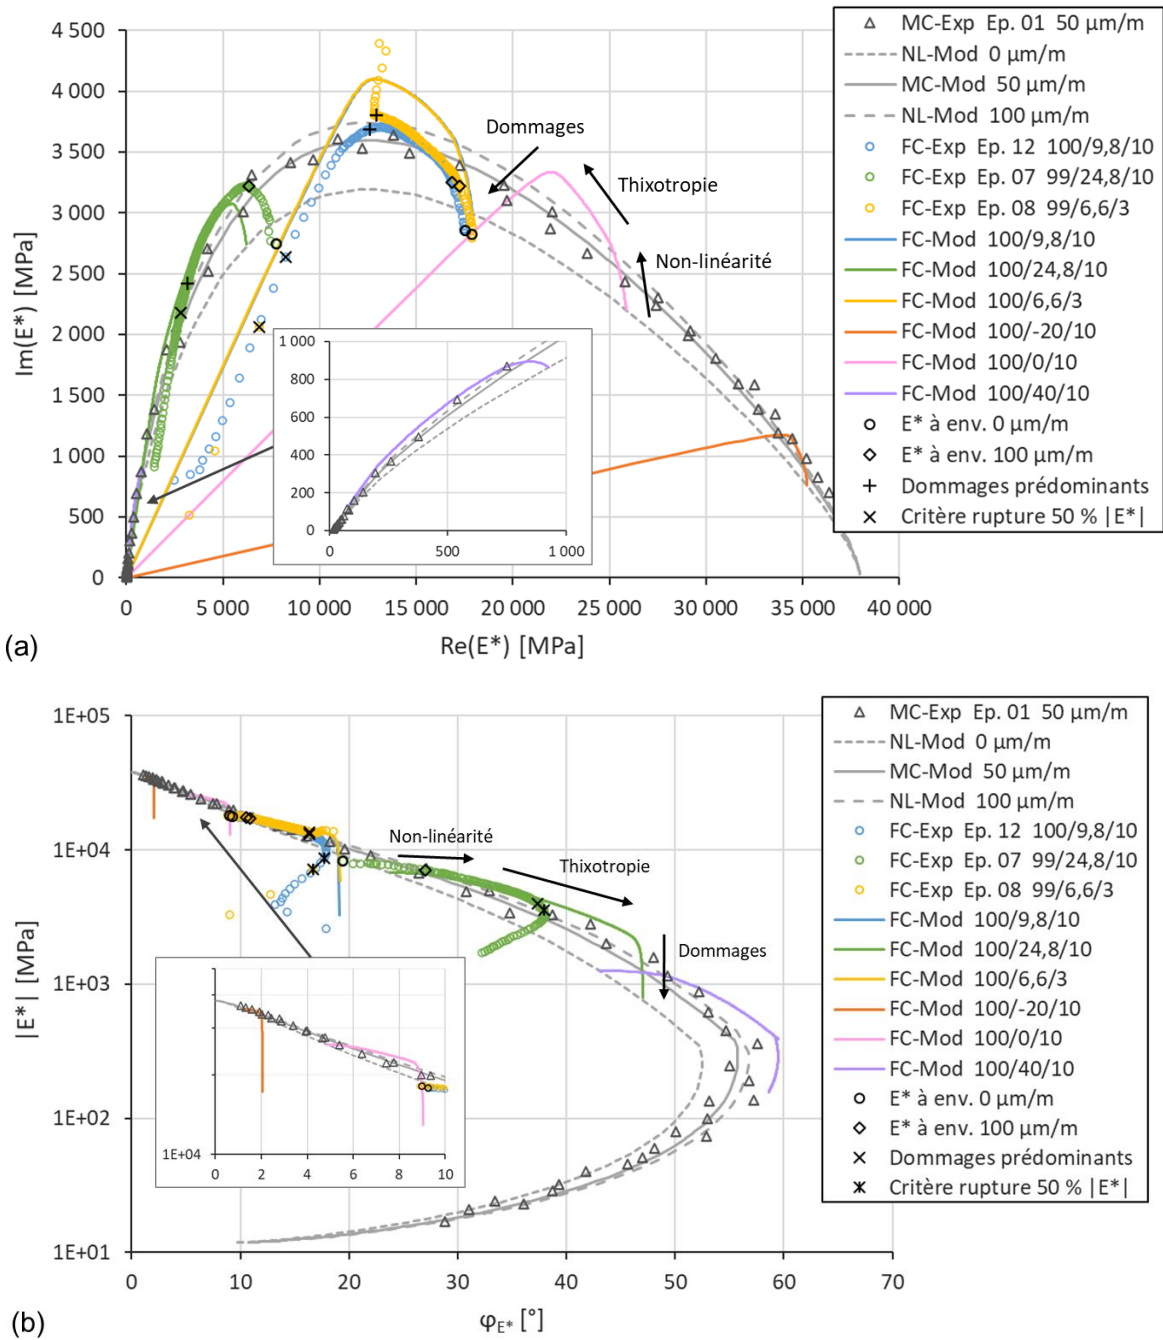 4 500
4 000
3 500
3 000
2 500
2 000
1 500
1 000
500
0
Im(E*) [MPa]
0
5 000
10 000
15 000
20 000
25 000
30 000
35 000
40 000
Re(E*) [MPa]
Dommages
Thixotropie
Non-linéarité
1 000
800
600
400
200
0
0
500
1 000
MC-Exp Ep. 01 50 µm/m
NL-Mod 0 µm/m
MC-Mod 50 µm/m
NL-Mod 100 µm/m
FC-Exp Ep. 12 100/9,8/10
FC-Exp Ep. 07 99/24,8/10
FC-Exp Ep. 08 99/6,6/3
FC-Mod 100/9,8/10
FC-Mod 100/24,8/10
FC-Mod 100/6,6/3
FC-Mod 100/-20/10
FC-Mod 100/0/10
FC-Mod 100/40/10
E* à env. 0 µm/m
E* à env. 100 µm/m
Dommages prédominants
Critère rupture 50 % |E*|
(a)
1E+05
1E+04
1E+03
1E+02
1E+01
|E*| [MPa]
0
10
20
30
40
50
60
70
φE* [°]
Non-linéarité
Thixotropie
Dommages
1E+04
0
2
4
6
8
10
MC-Exp Ep. 01 50 µm/m
NL-Mod 0 µm/m
MC-Mod 50 µm/m
NL-Mod 100 µm/m
FC-Exp Ep. 12 100/9,8/10
FC-Exp Ep. 07 99/24,8/10
FC-Exp Ep. 08 99/6,6/3
FC-Mod 100/9,8/10
FC-Mod 100/24,8/10
FC-Mod 100/6,6/3
FC-Mod 100/-20/10
FC-Mod 100/0/10
FC-Mod 100/40/10
E* à env. 0 µm/m
E* à env. 100 µm/m
Dommages prédominants
Critère rupture 50 % |E*|
(b)